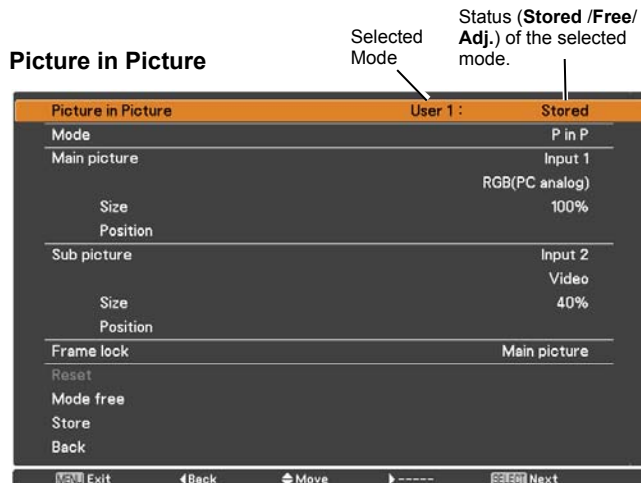 Status (Stored /Free/
Adj.) of the selected
mode.
Selected
Mode
Picture in Picture
Picture in Picture User 1 : Stored
Mode P in P
Main picture Input 1
RGB(PC analog)
Size 100%
Position
Sub picture Input 2
Video
Size 40%
Position
Frame lock Main picture
Reset
Mode free
Store
Back
MENU Exit Back Move ----- SELECT Next